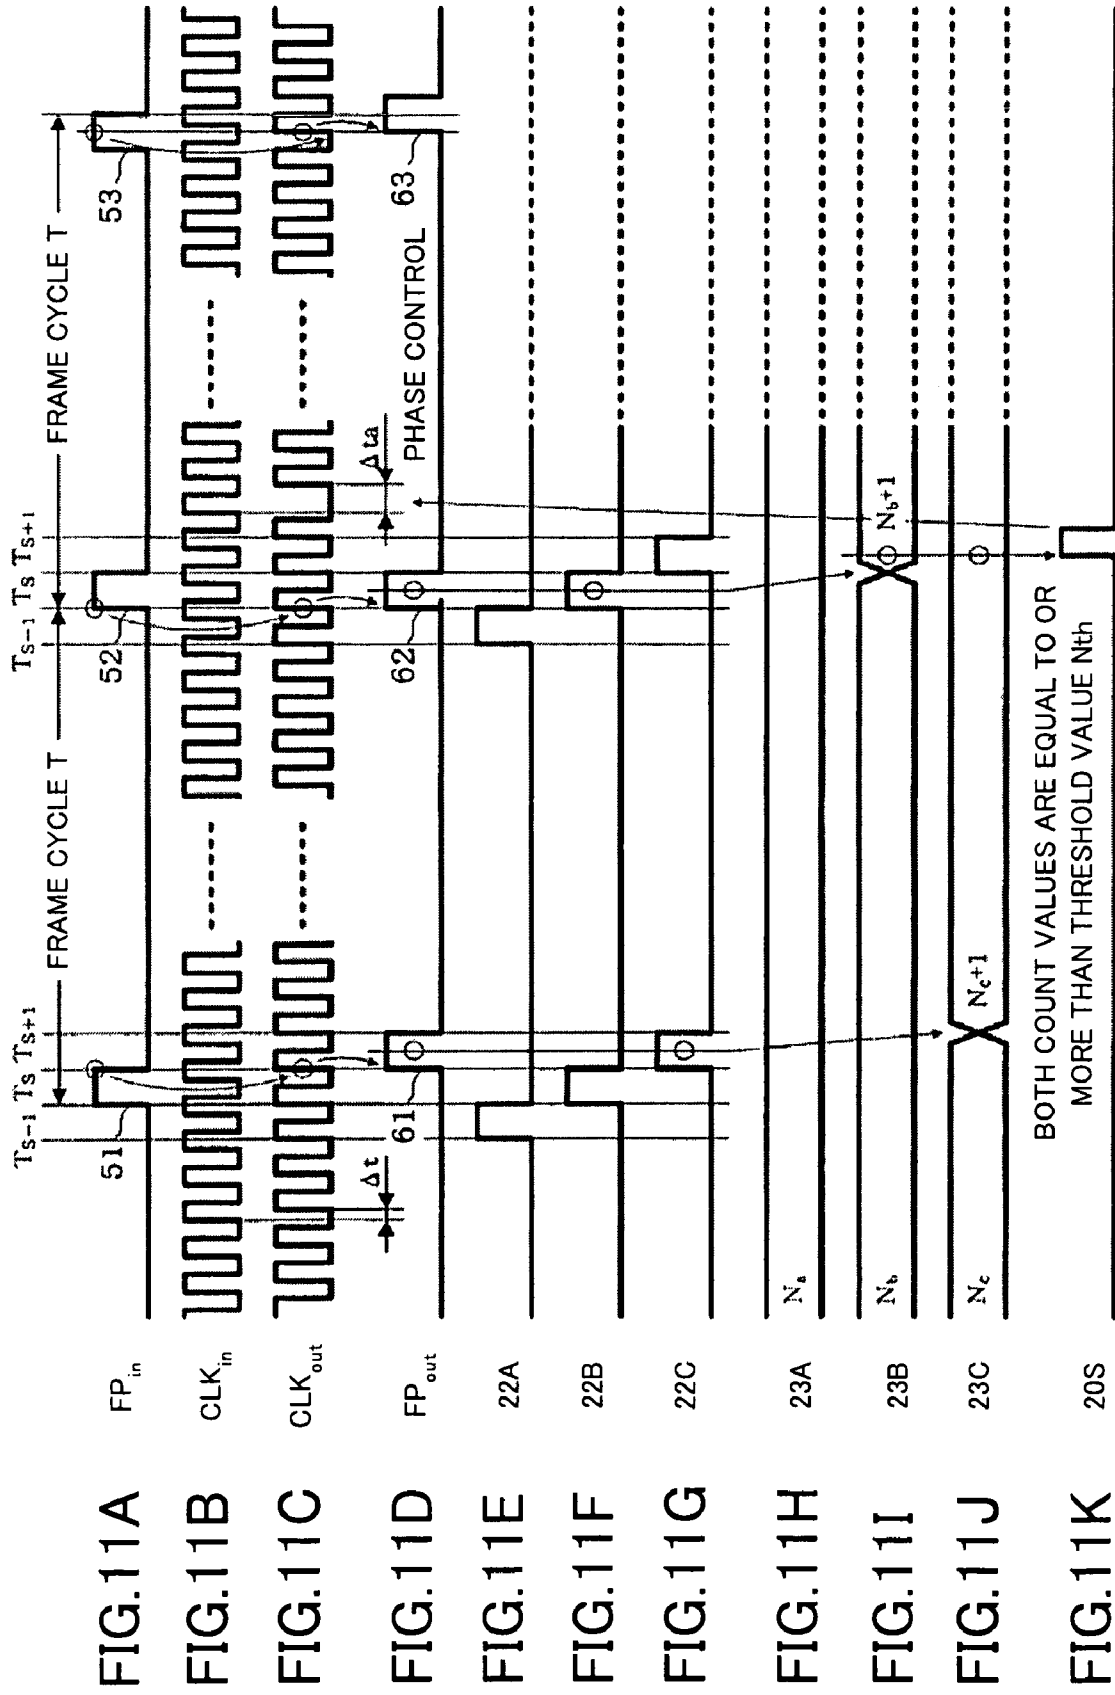 FIG.11A FP_in 51 52 53
T_S-1 T_S T_S+1 T_S-1 T_S T_S+1
FRAME CYCLE T FRAME CYCLE T
FIG.11B CLK_in
FIG.11C CLK_out
Δt Δta
FIG.11D FP_out 61 62 63
PHASE CONTROL
FIG.11E 22A
FIG.11F 22B
FIG.11G 22C
FIG.11H 23A N_a
FIG.11I 23B N_b N_b+1
FIG.11J 23C N_c N_c+1
BOTH COUNT VALUES ARE EQUAL TO OR
MORE THAN THRESHOLD VALUE Nth
FIG.11K 20S